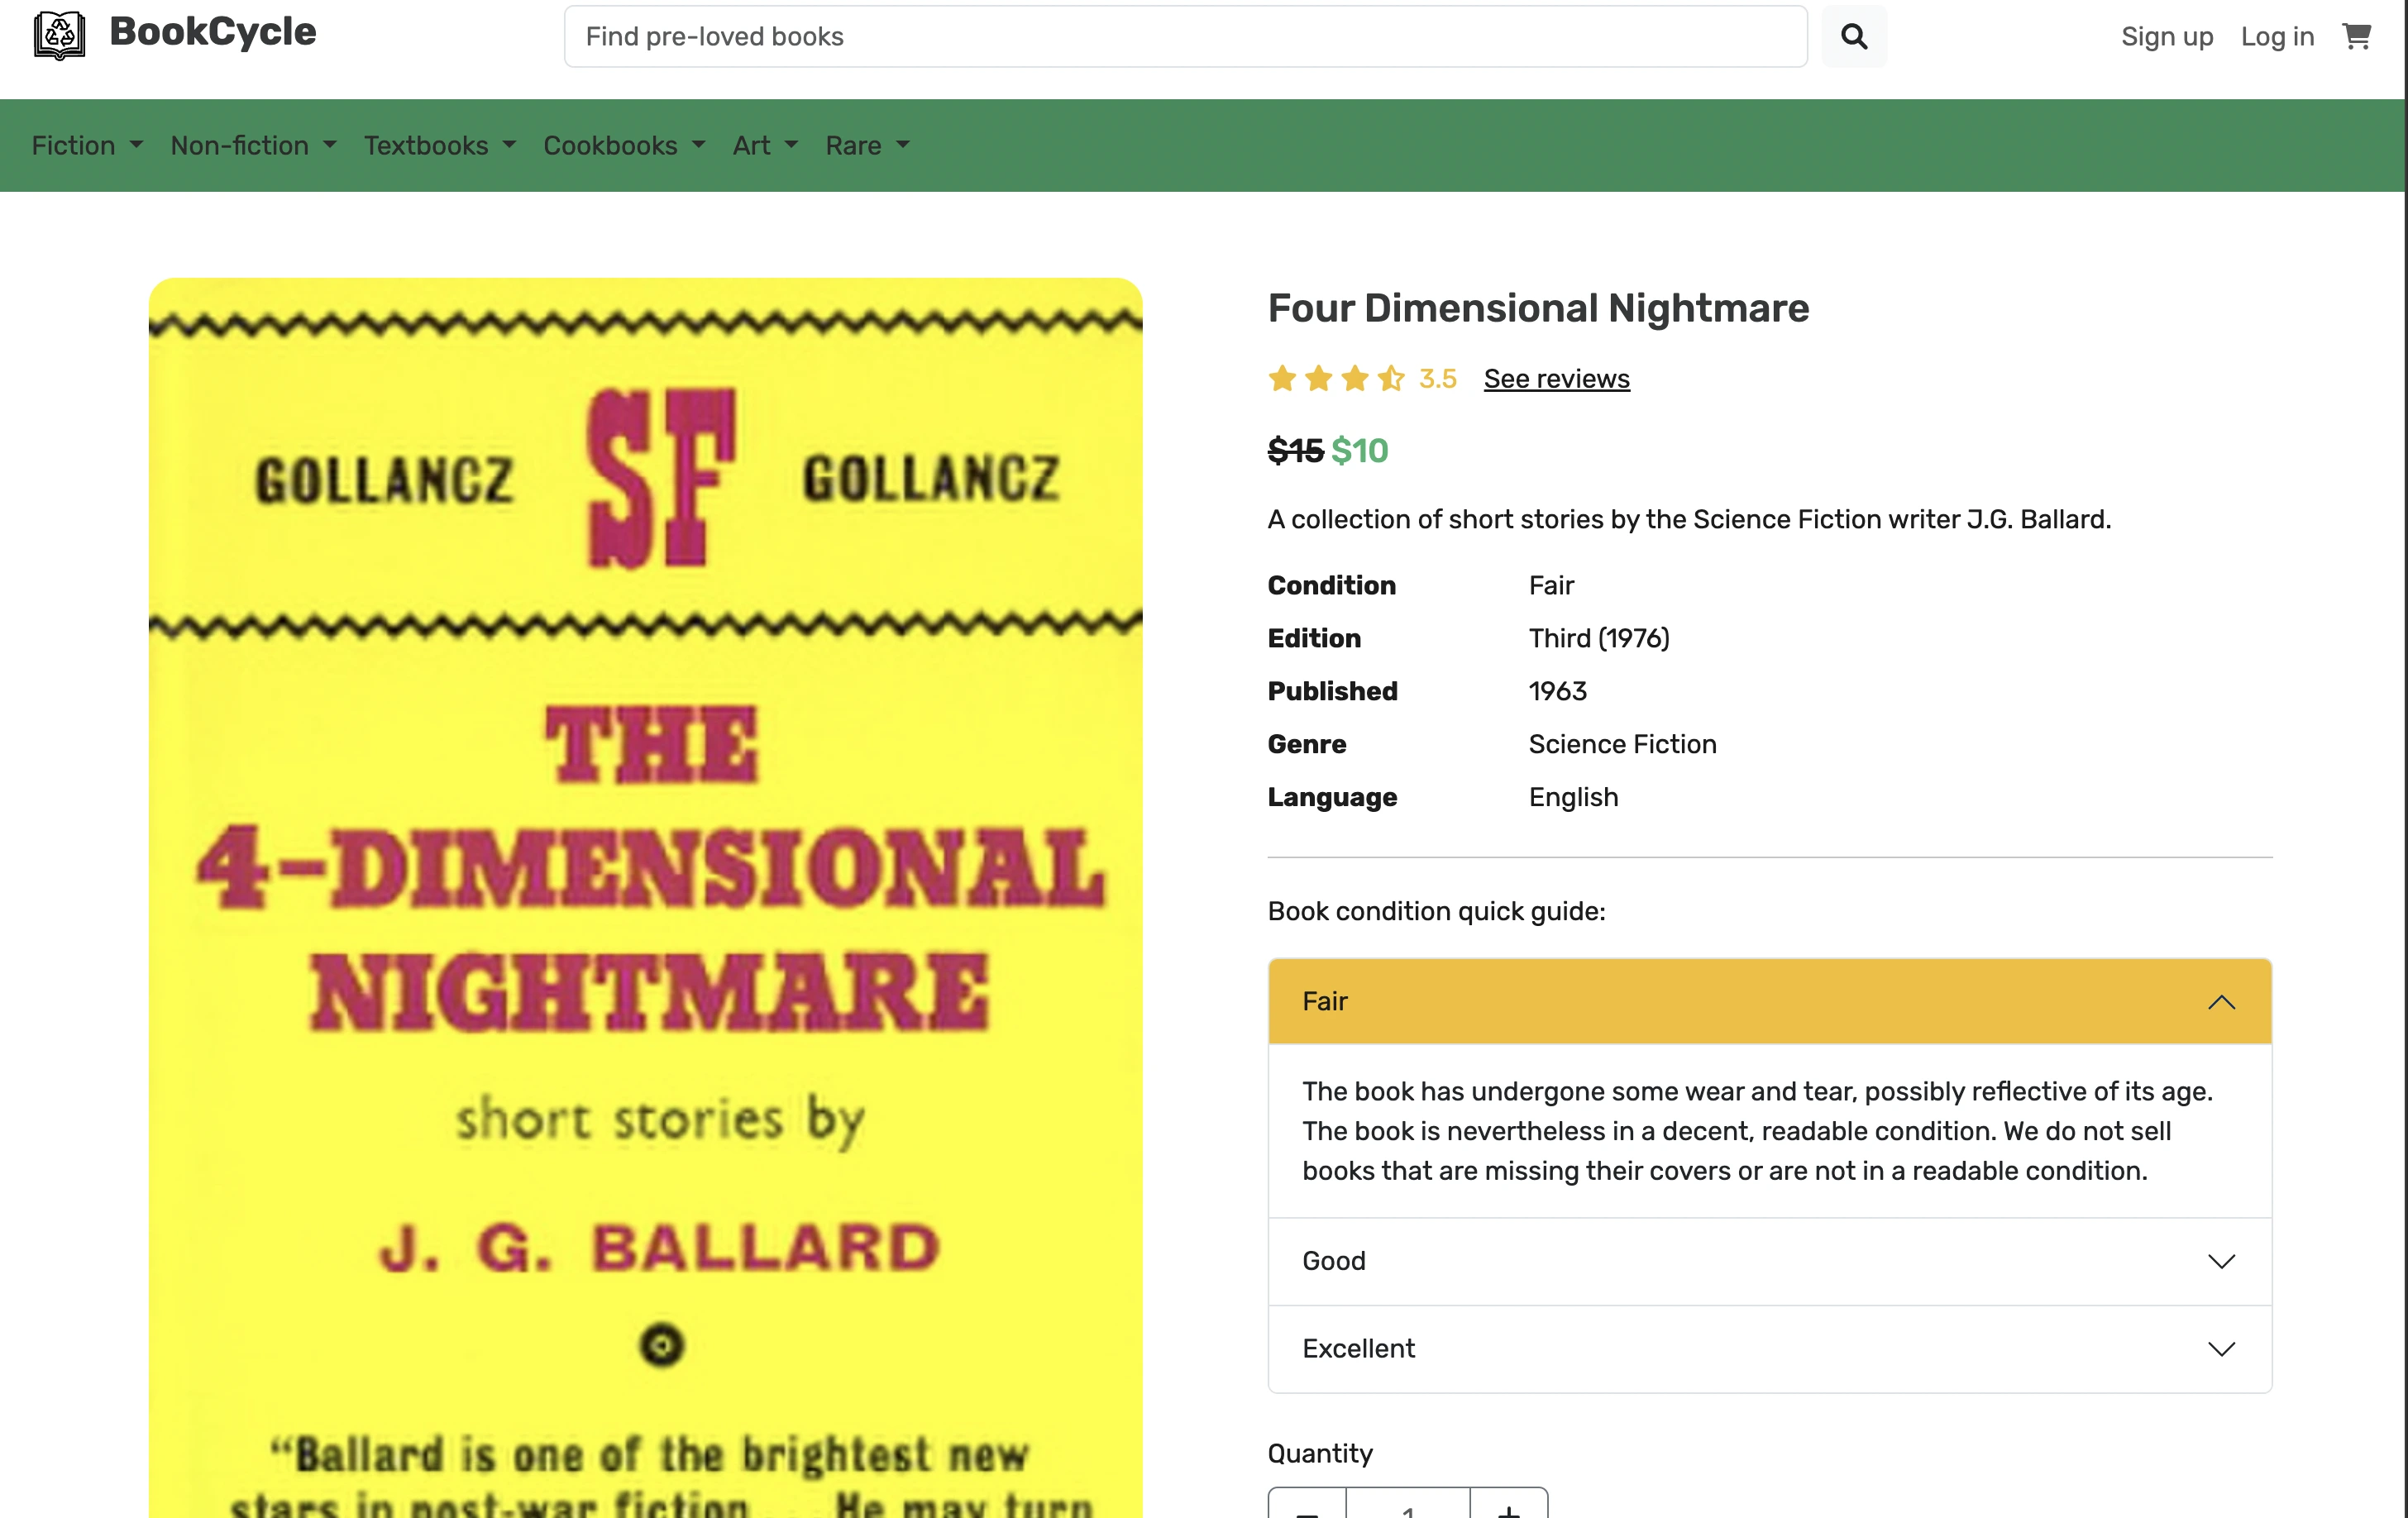 BookCycle
Find pre-loved books
Sign up
Log in
Fiction
Non-fiction
Textbooks
Cookbooks
Art
Rare
GOLLANCZ SF GOLLANCZ
THE
4-DIMENSIONAL
NIGHTMARE
short stories by
J. G. BALLARD
“Ballard is one of the brightest new
stars in post-war fiction... He may turn
Four Dimensional Nightmare
3.5 See reviews
$15 $10
A collection of short stories by the Science Fiction writer J.G. Ballard.
Condition Fair
Edition Third (1976)
Published 1963
Genre Science Fiction
Language English
Book condition quick guide:
Fair
The book has undergone some wear and tear, possibly reflective of its age.
The book is nevertheless in a decent, readable condition. We do not sell
books that are missing their covers or are not in a readable condition.
Good
Excellent
Quantity
1